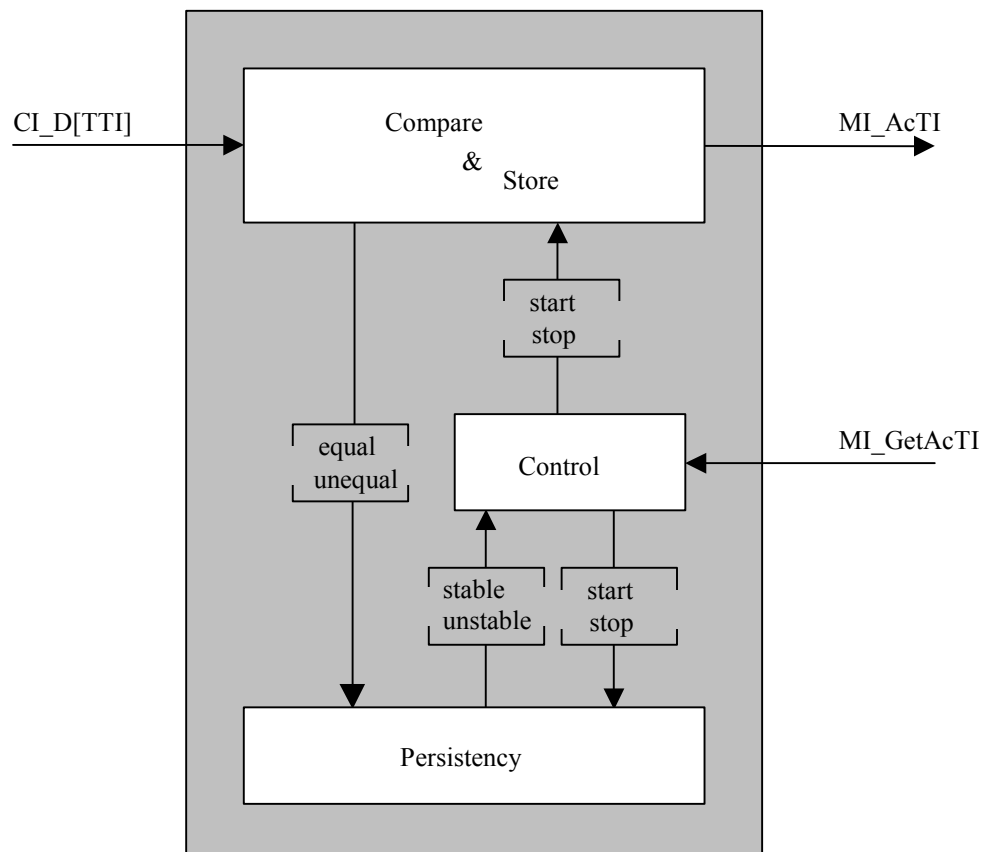 CI_D[TTI]
Compare
&
Store
MI_AcTI
start
stop
equal
unequal
Control
MI_GetAcTI
stable
unstable
start
stop
Persistency